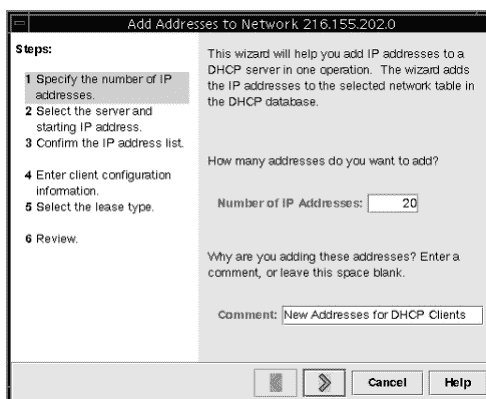 Add Addresses to Network 216.155.202.0
Steps:
1 Specify the number of IP
addresses.
2 Select the server and
starting IP address.
3 Confirm the IP address list.
4 Enter client configuration
information.
5 Select the lease type.
6 Review.
This wizard will help you add IP addresses to a
DHCP server in one operation. The wizard adds
the IP addresses to the selected network table in
the DHCP database.
How many addresses do you want to add?
Number of IP Addresses: 20
Why are you adding these addresses? Enter a
comment, or leave this space blank.
Comment: New Addresses for DHCP Clients
Cancel Help